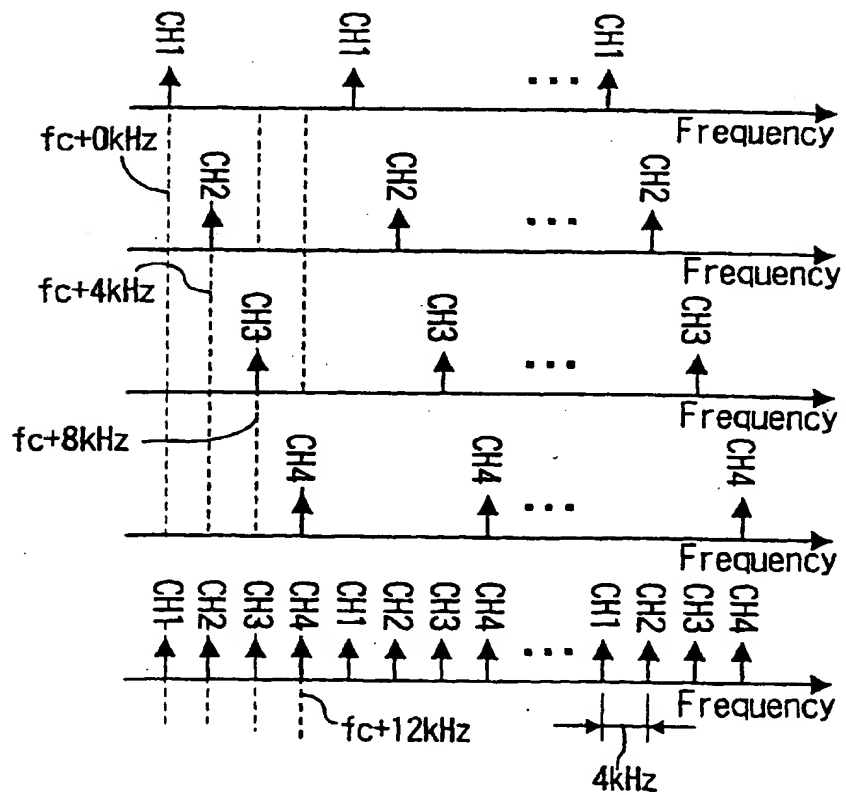 CH1 CH1 ... CH1
Frequency
fc+0kHz
CH2 CH2 ... CH2
Frequency
fc+4kHz
CH3 CH3 ... CH3
Frequency
fc+8kHz
CH4 CH4 ... CH4
Frequency
CH1 CH2 CH3 CH4 CH1 CH2 CH3 CH4 ... CH1 CH2 CH3 CH4
Frequency
fc+12kHz
4kHz